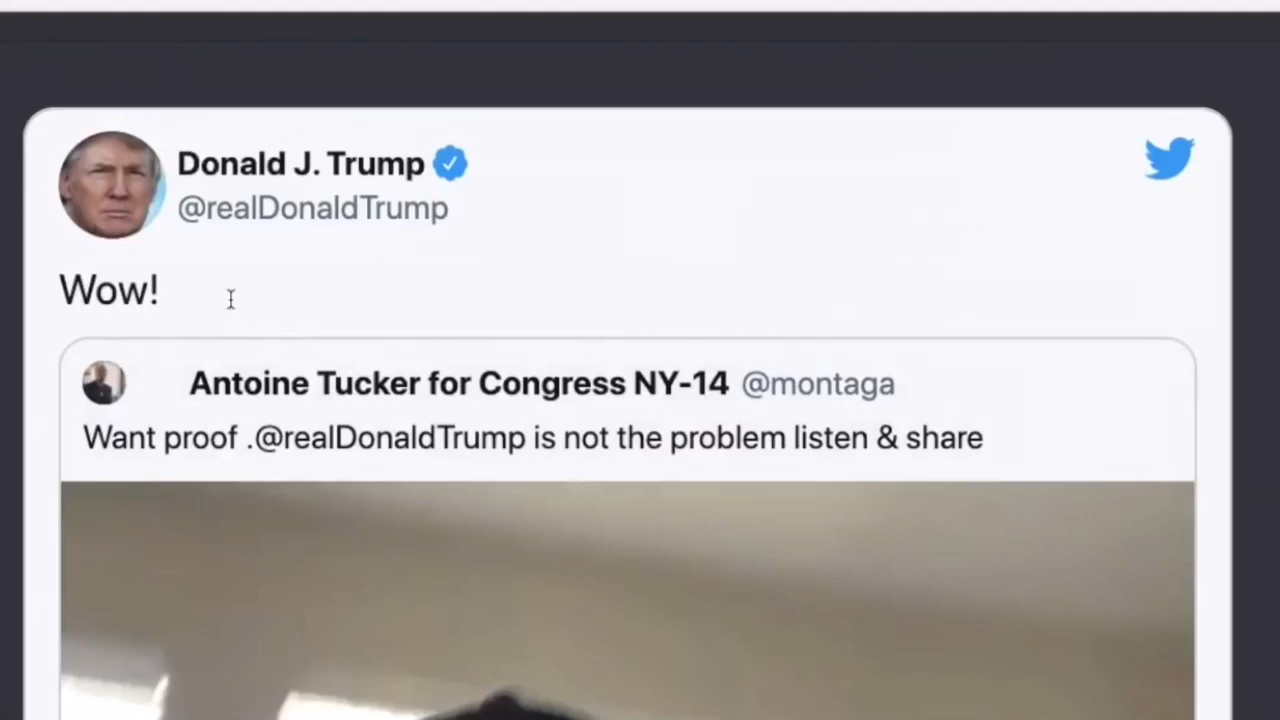 Donald J. Trump
@realDonaldTrump
Wow!
Antoine Tucker for Congress NY-14 @montaga
Want proof .@realDonaldTrump is not the problem listen & share